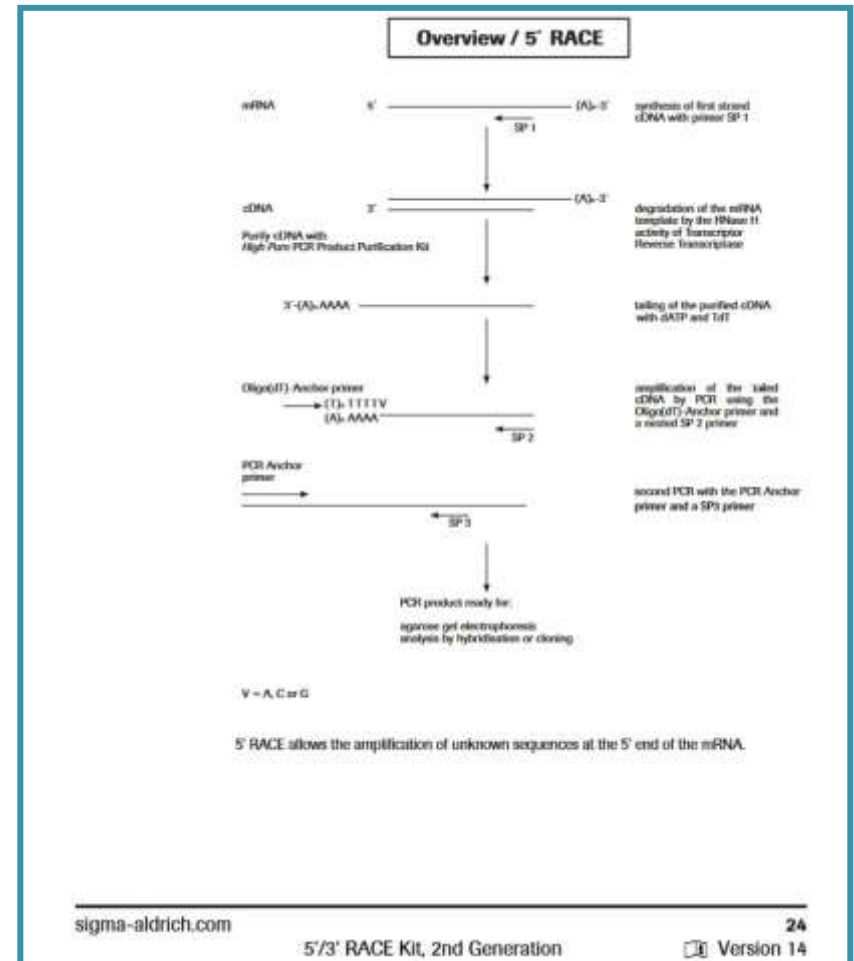 Overview / 5′ RACE
mRNA 5′ (A)n-3′ synthesis of first strand
cDNA with primer SP 1
SP 1
(A)n-3′
cDNA 3′ degradation of the mRNA
template by the RNase H
activity of Transcriptor
Reverse Transcriptase
Purify cDNA with
High Pure PCR Product Purification Kit
3′-(A)n AAAA tailing of the purified cDNA
with dATP and TdT
Oligo(dT)-Anchor primer amplification of the tailed
cDNA by PCR using the
Oligo(dT)-Anchor primer and
a nested SP 2 primer
(T)n TTTTV
(A)n AAAA
SP 2
PCR Anchor
primer
second PCR with the PCR Anchor
primer and a SP3 primer
SP 3
PCR product ready for:
agarose gel electrophoresis
analysis by hybridisation or cloning
V = A, C or G
5′ RACE allows the amplification of unknown sequences at the 5′ end of the mRNA.
sigma-aldrich.com 24
5′/3′ RACE Kit, 2nd Generation Version 14